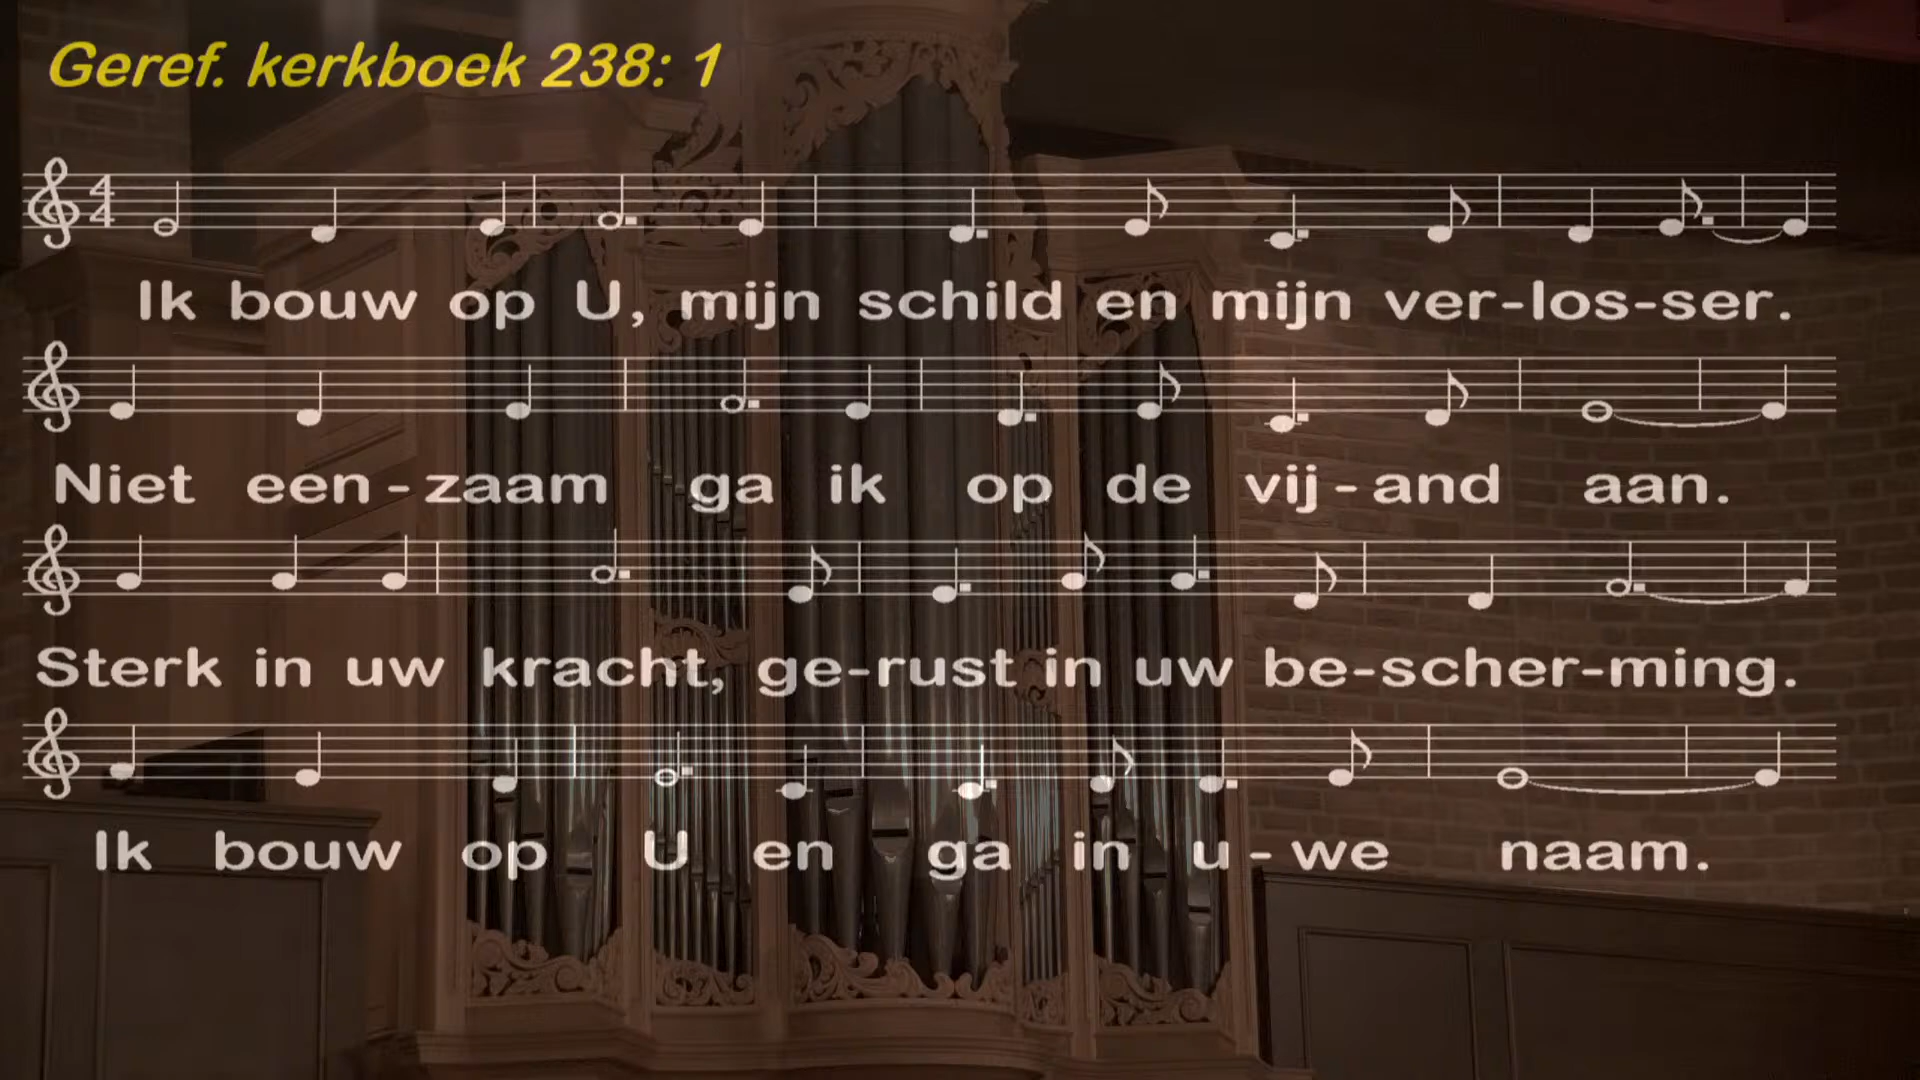 Geref. kerkboek 238: 1
4
4
Ik bouw op U, mijn schild en mijn ver-los-ser.
Niet een-zaam ga ik op de vij-and aan.
Sterk in uw kracht, ge-rust in uw be-scher-ming.
Ik bouw op U en ga in u-we naam.